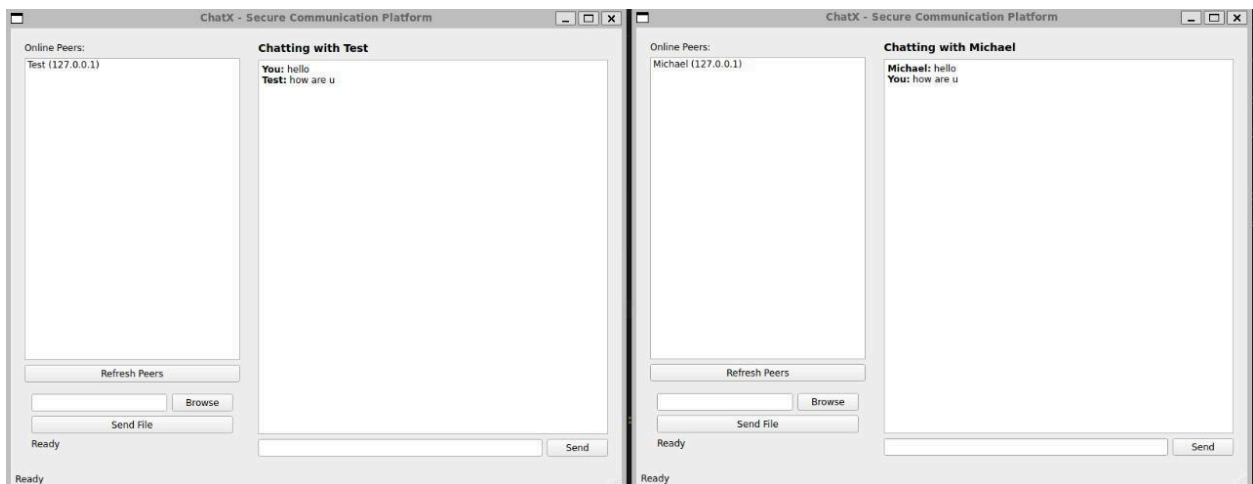 ChatX - Secure Communication Platform
Online Peers:
Test (127.0.0.1)
Refresh Peers
Browse
Send File
Ready
Chatting with Test
You: hello
Test: how are u
Send
Ready
ChatX - Secure Communication Platform
Online Peers:
Michael (127.0.0.1)
Refresh Peers
Browse
Send File
Ready
Chatting with Michael
Michael: hello
You: how are u
Send
Ready